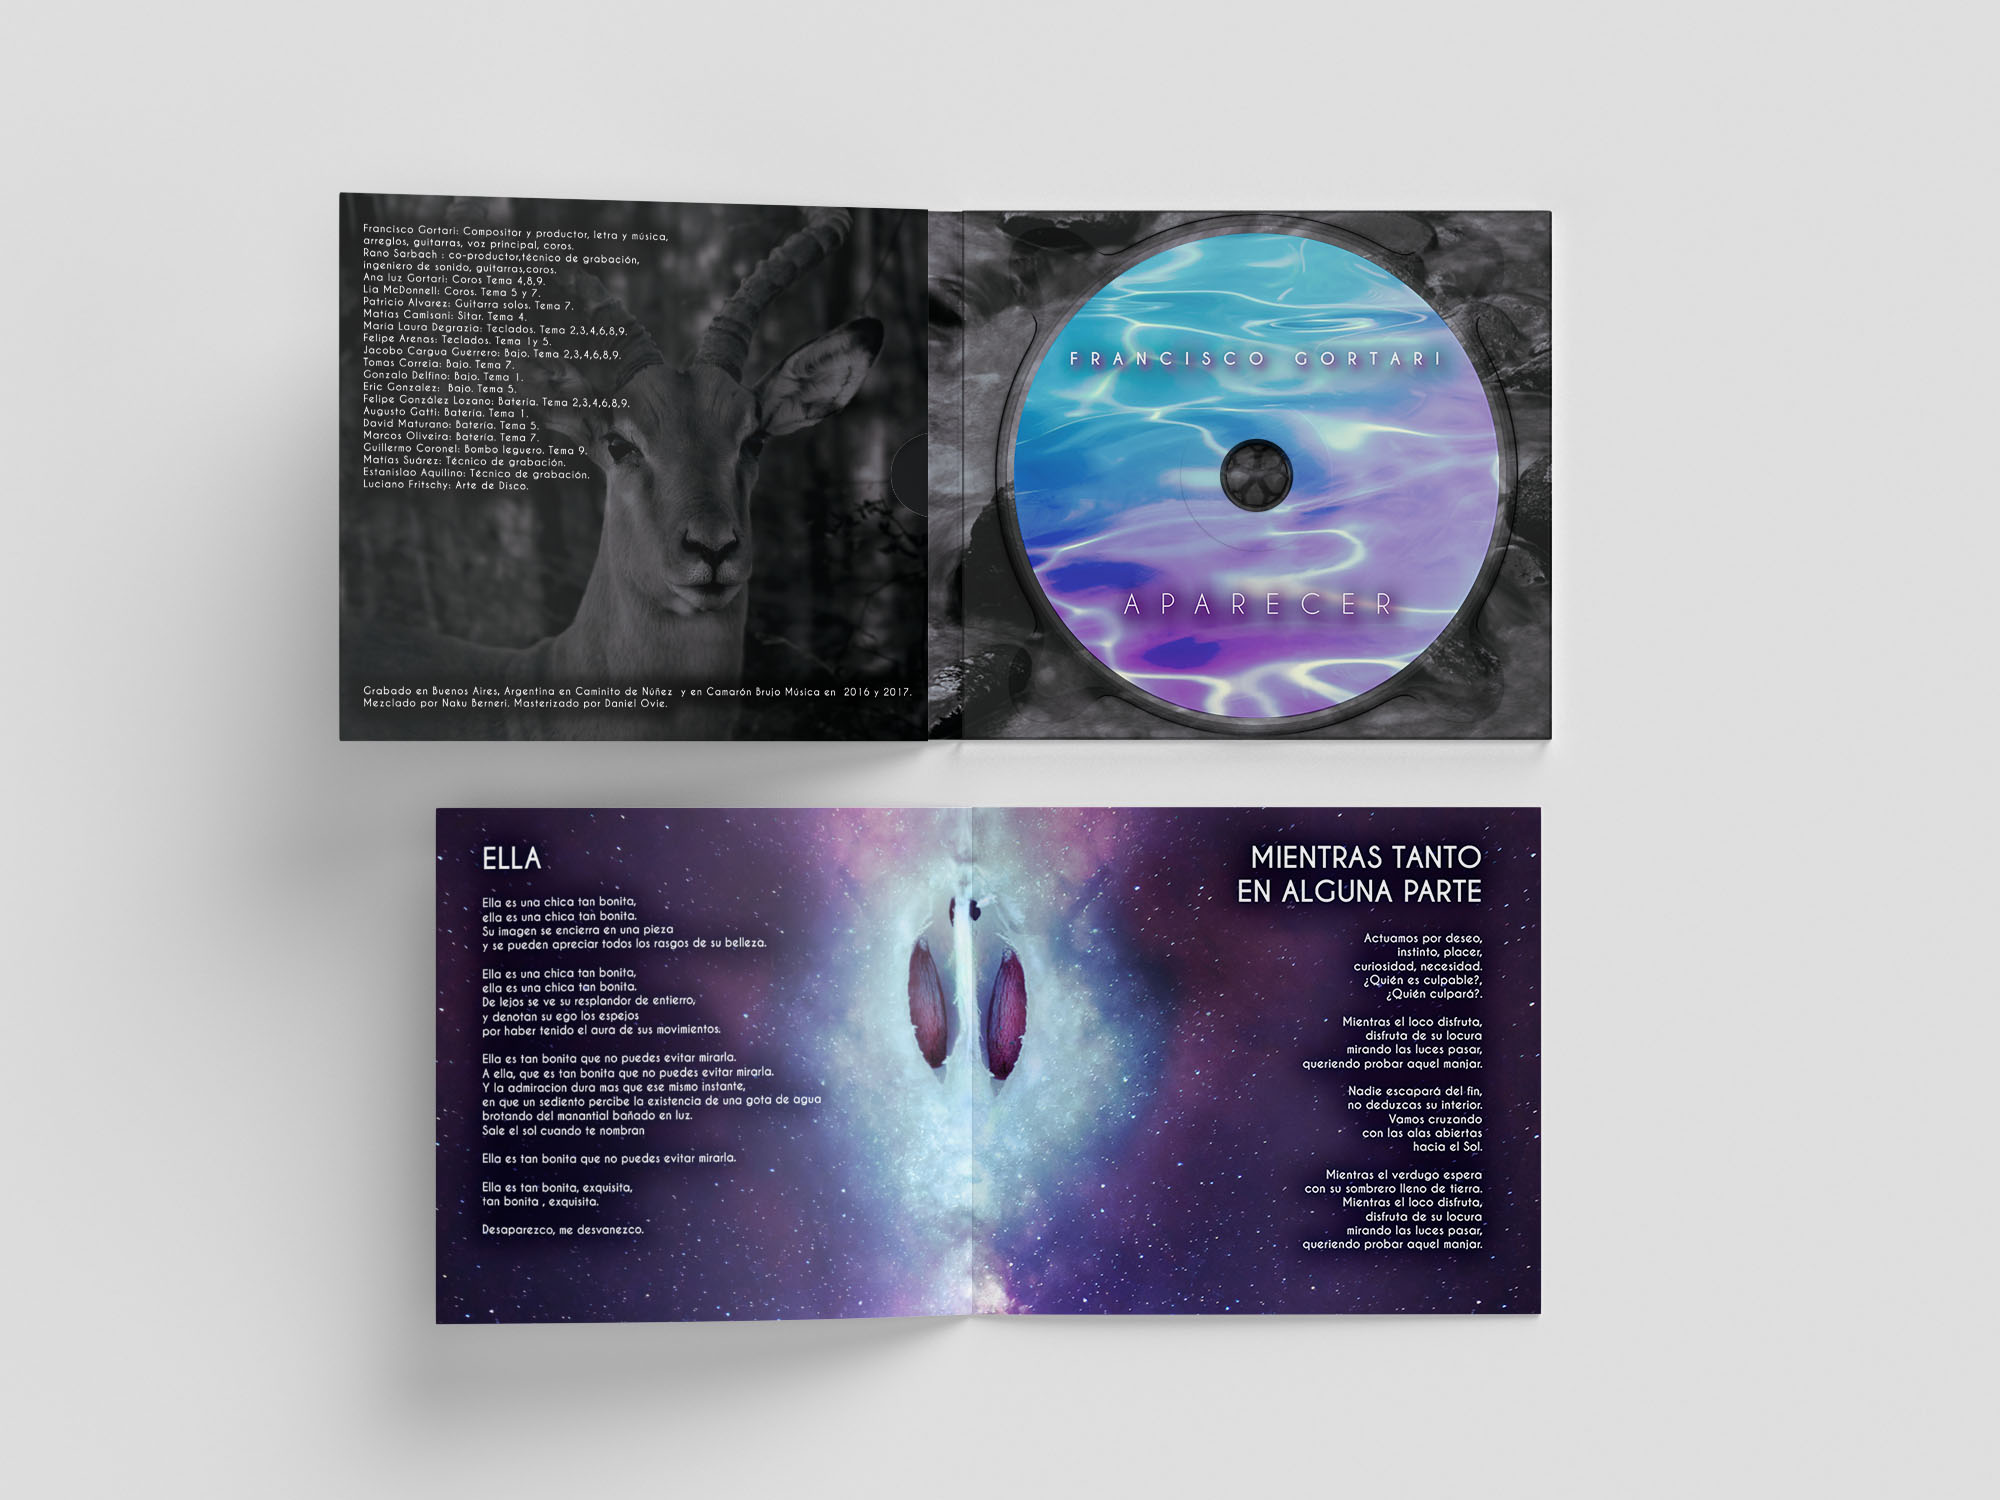 Francisco Gortari: Compositor y productor, letra y música,
arreglos, guitarras, voz principal, coros.
Rano Sarbach : co-productor,técnico de grabación,
ingeniero de sonido, guitarras,coros.
Ana luz Gortari: Coros Tema 4,8,9.
Lia McDonnell: Coros. Tema 5 y 7.
Patricio Alvarez: Guitarra solos. Tema 7.
Matías Camisani: Sitar. Tema 4.
María Laura Degrazia: Teclados. Tema 2,3,4,6,8,9.
Felipe Arenas: Teclados. Tema 1y 5.
Jacobo Cargua Guerrero: Bajo. Tema 2,3,4,6,8,9.
Tomas Correia: Bajo. Tema 7.
Gonzalo Delfino: Bajo. Tema 1.
Eric Gonzalez: Bajo. Tema 5.
Felipe González Lozano: Batería. Tema 2,3,4,6,8,9.
Augusto Gatti: Batería. Tema 1.
David Maturano: Batería. Tema 5.
Marcos Oliveira: Batería. Tema 7.
Guillermo Coronel: Bombo leguero. Tema 9.
Matías Suárez: Técnico de grabación.
Estanislao Aquilino: Técnico de grabación.
Luciano Fritschy: Arte de Disco.
Grabado en Buenos Aires, Argentina en Caminito de Núñez y en Camarón Brujo Música en 2016 y 2017.
Mezclado por Naku Berneri. Masterizado por Daniel Ovie.
FRANCISCO GORTARI
APARECER
ELLA
Ella es una chica tan bonita,
ella es una chica tan bonita.
Su imagen se encierra en una pieza
y se pueden apreciar todos los rasgos de su belleza.
Ella es una chica tan bonita,
ella es una chica tan bonita.
De lejos se ve su resplandor de entierro,
y denotan su ego los espejos
por haber tenido el aura de sus movimientos.
Ella es tan bonita que no puedes evitar mirarla.
A ella, que es tan bonita que no puedes evitar mirarla.
Y la admiracion dura mas que ese mismo instante,
en que un sediento percibe la existencia de una gota de agua
brotando del manantial bañado en luz.
Sale el sol cuando te nombran
Ella es tan bonita que no puedes evitar mirarla.
Ella es tan bonita, exquisita,
tan bonita , exquisita.
Desaparezco, me desvanezco.
MIENTRAS TANTO
EN ALGUNA PARTE
Actuamos por deseo,
instinto, placer,
curiosidad, necesidad.
¿Quién es culpable?,
¿Quién culpará?.
Mientras el loco disfruta,
disfruta de su locura
mirando las luces pasar,
queriendo probar aquel manjar.
Nadie escapará del fin,
no deduzcas su interior.
Vamos cruzando
con las alas abiertas
hacia el Sol.
Mientras el verdugo espera
con su sombrero lleno de tierra.
Mientras el loco disfruta,
disfruta de su locura
mirando las luces pasar,
queriendo probar aquel manjar.